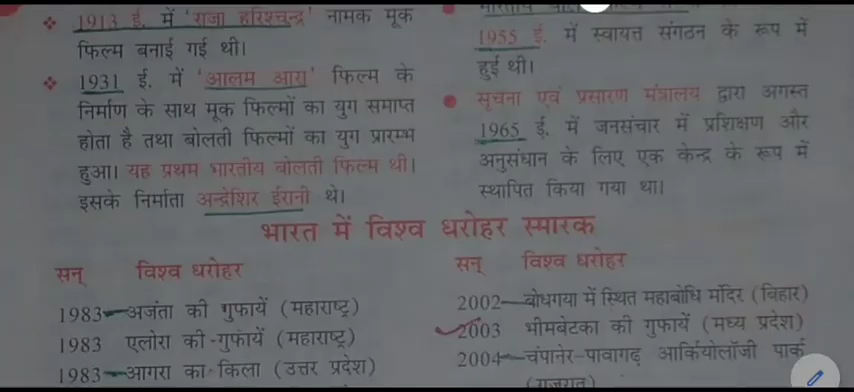 ❖ 1913 ई. में 'राजा हरिश्चन्द्र' नामक मूक
फिल्म बनाई गई थी।
❖ 1931 ई. में 'आलम आरा' फिल्म के
निर्माण के साथ मूक फिल्मों का युग समाप्त
होता है तथा बोलती फिल्मों का युग प्रारम्भ
हुआ। यह प्रथम भारतीय बोलती फिल्म थी।
इसके निर्माता अन्देशिर ईरानी थे।
1955 ई. में स्वायत्त संगठन के रूप में
हुई थी।
● सूचना एवं प्रसारण मंत्रालय द्वारा अगस्त
1965 ई. में जनसंचार में प्रशिक्षण और
अनुसंधान के लिए एक केन्द्र के रूप में
स्थापित किया गया था।
भारत में विश्व धरोहर स्मारक
सन् विश्व धरोहर
1983 अजंता की गुफायें (महाराष्ट्र)
1983 एलोरा की गुफायें (महाराष्ट्र)
1983 आगरा का किला (उत्तर प्रदेश)
सन् विश्व धरोहर
2002 बोधगया में स्थित महाबोधि मंदिर (बिहार)
2003 भीमबेटका की गुफायें (मध्य प्रदेश)
2004 चंपानेर-पावागढ़ आर्कियोलॉजी पार्क
(गुजरात)